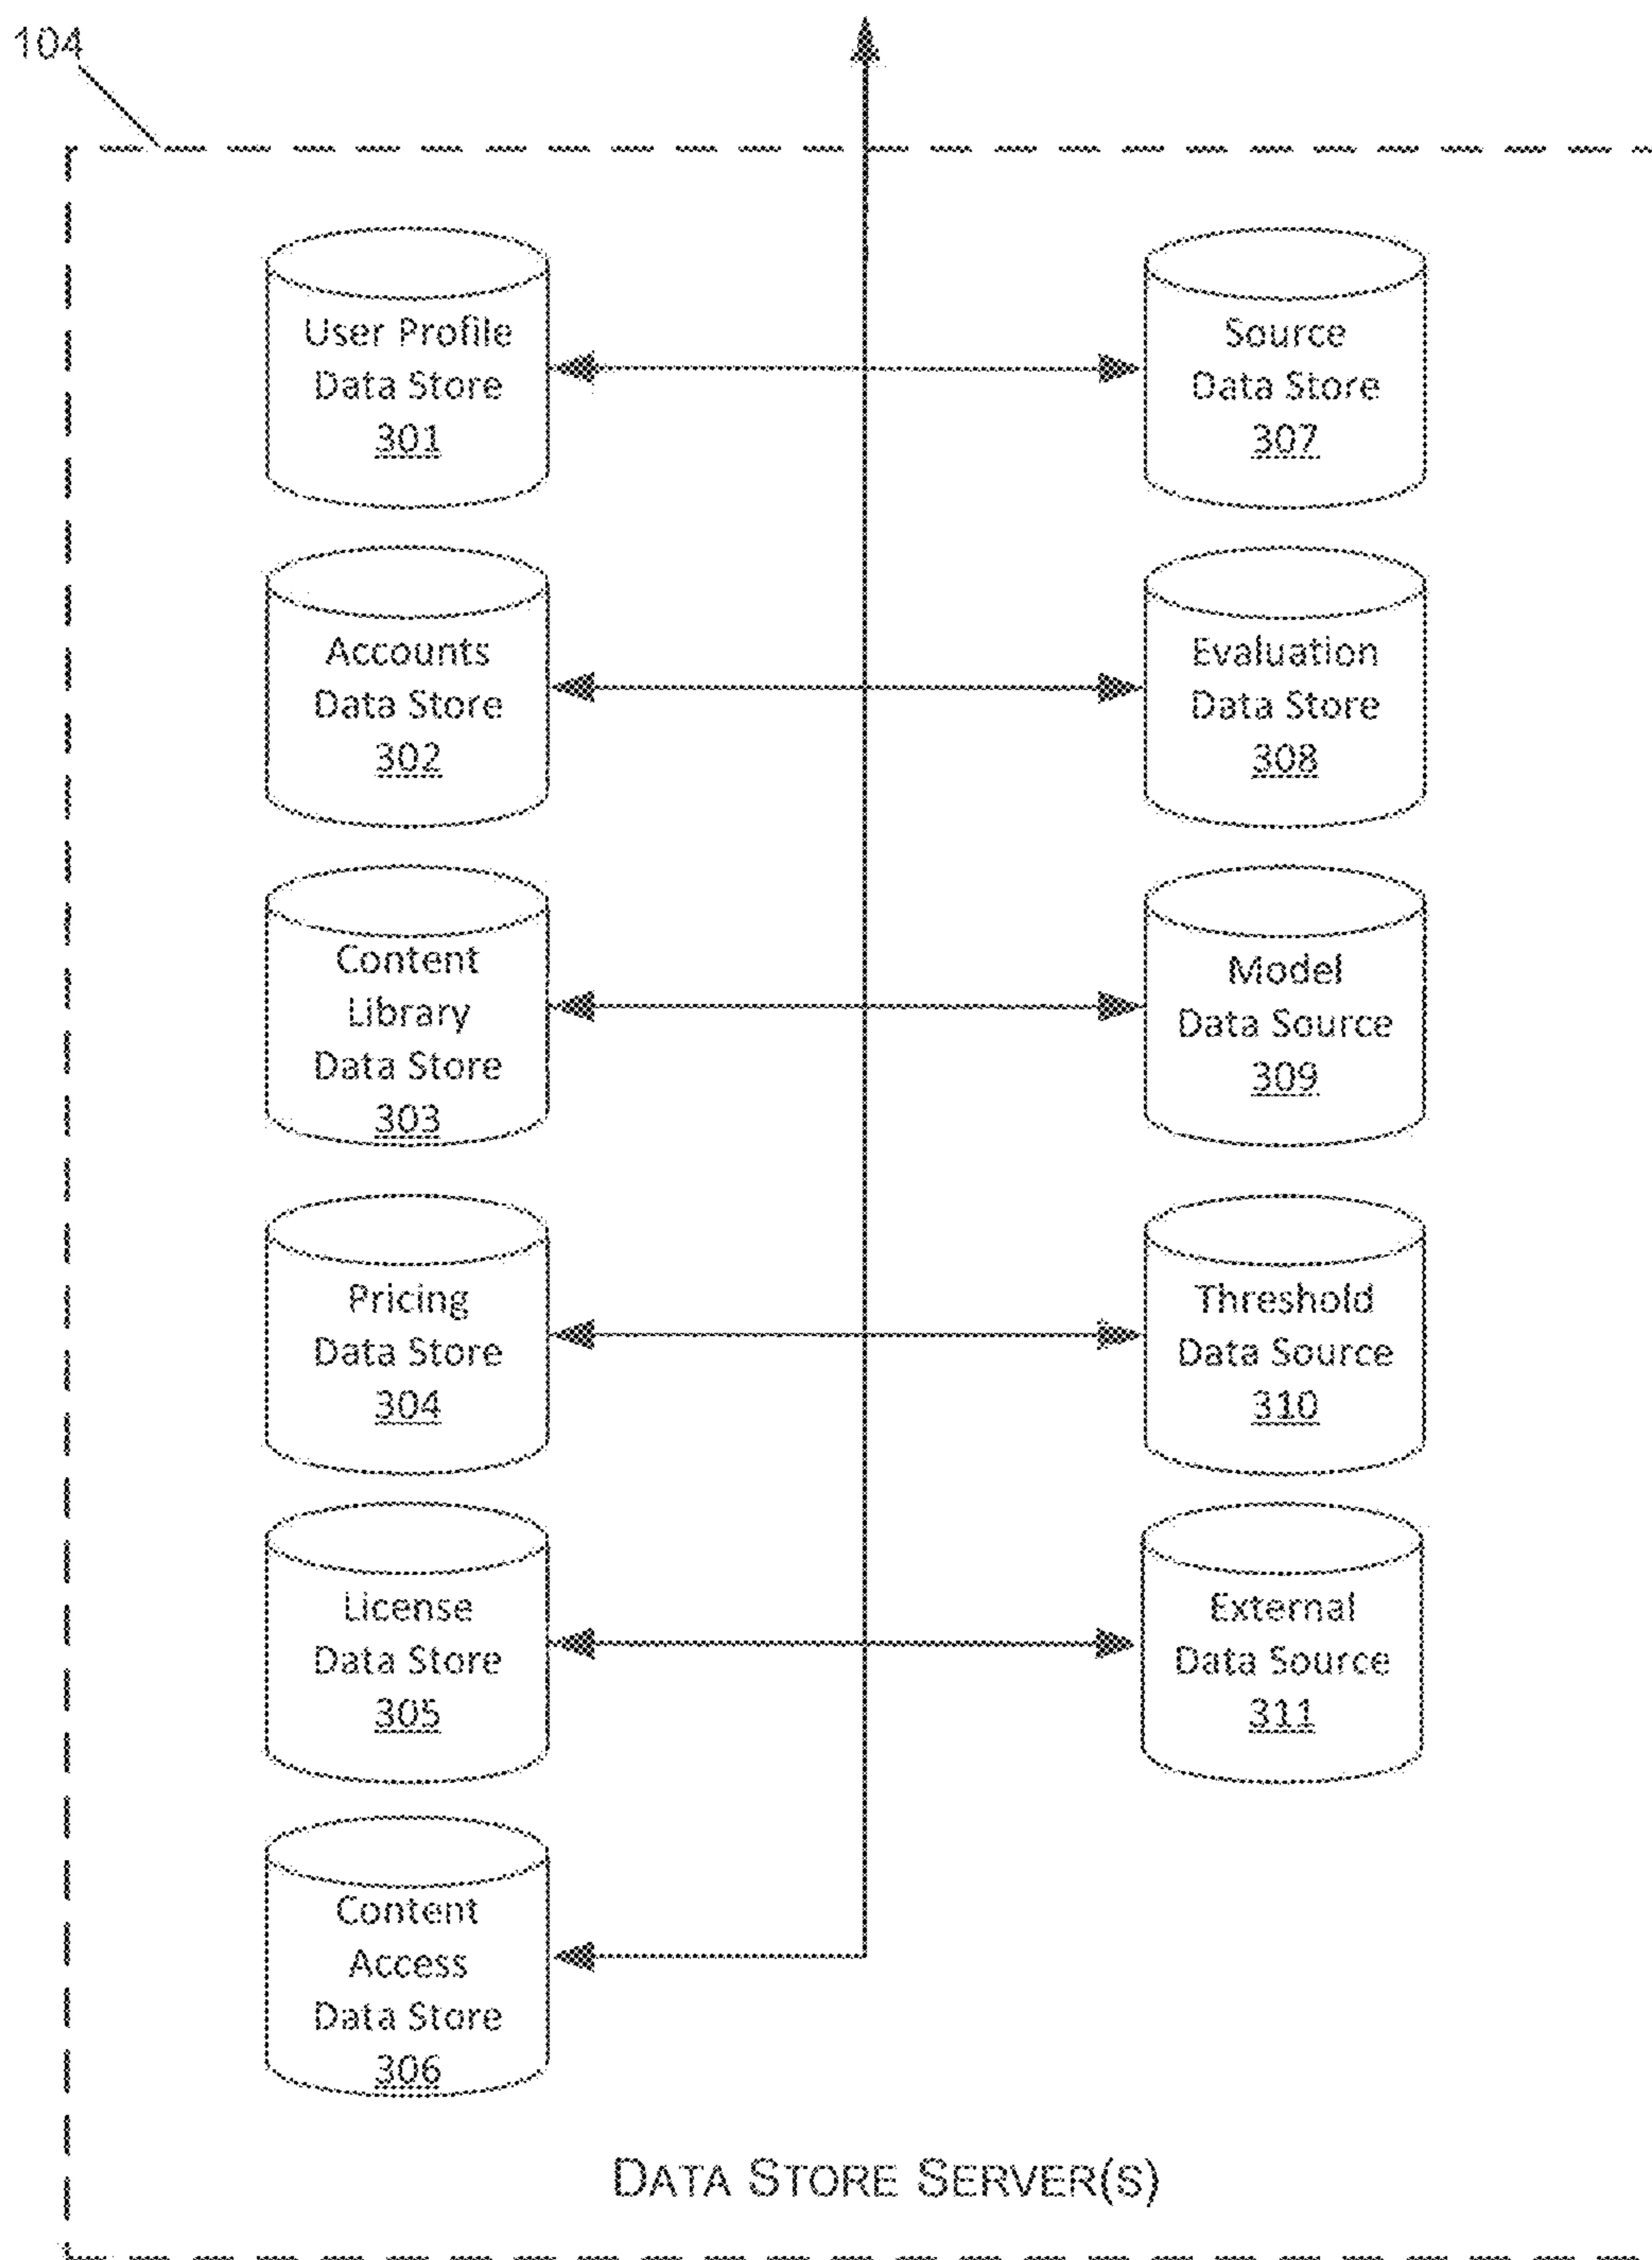 104
User Profile
Data Store
301
Source
Data Store
307
Accounts
Data Store
302
Evaluation
Data Store
308
Content
Library
Data Store
303
Model
Data Source
309
Pricing
Data Store
304
Threshold
Data Source
310
License
Data Store
305
External
Data Source
311
Content
Access
Data Store
306
DATA STORE SERVER(S)